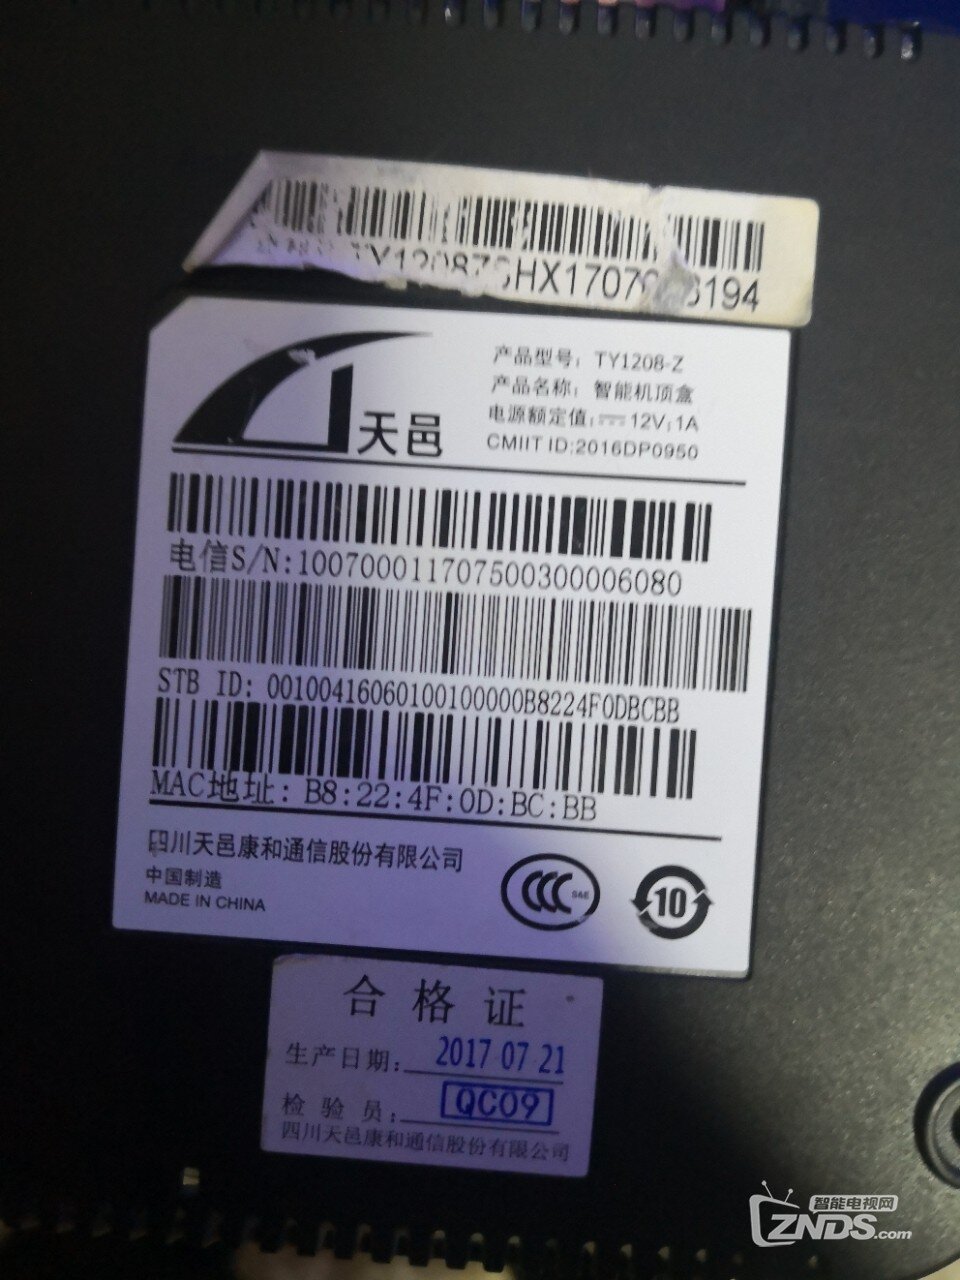 天邑
产品型号：TY1208-Z
产品名称：智能机顶盒
电源额定值：⎓12V;1A
CMIIT ID:2016DP0950
电信S/N:1007000117075003000060​80
STB ID: 00100416060100100000B8224F0DBCBB
MAC地址: B8:22:4F:0D:BC:BB
四川天邑康和通信股份有限公司
中国制造
MADE IN CHINA
CCC S&E
10
合格证
生产日期： 2017 07 21
检验员： QC09
四川天邑康和通信股份有限公司
智能电视网
ZNDS.com